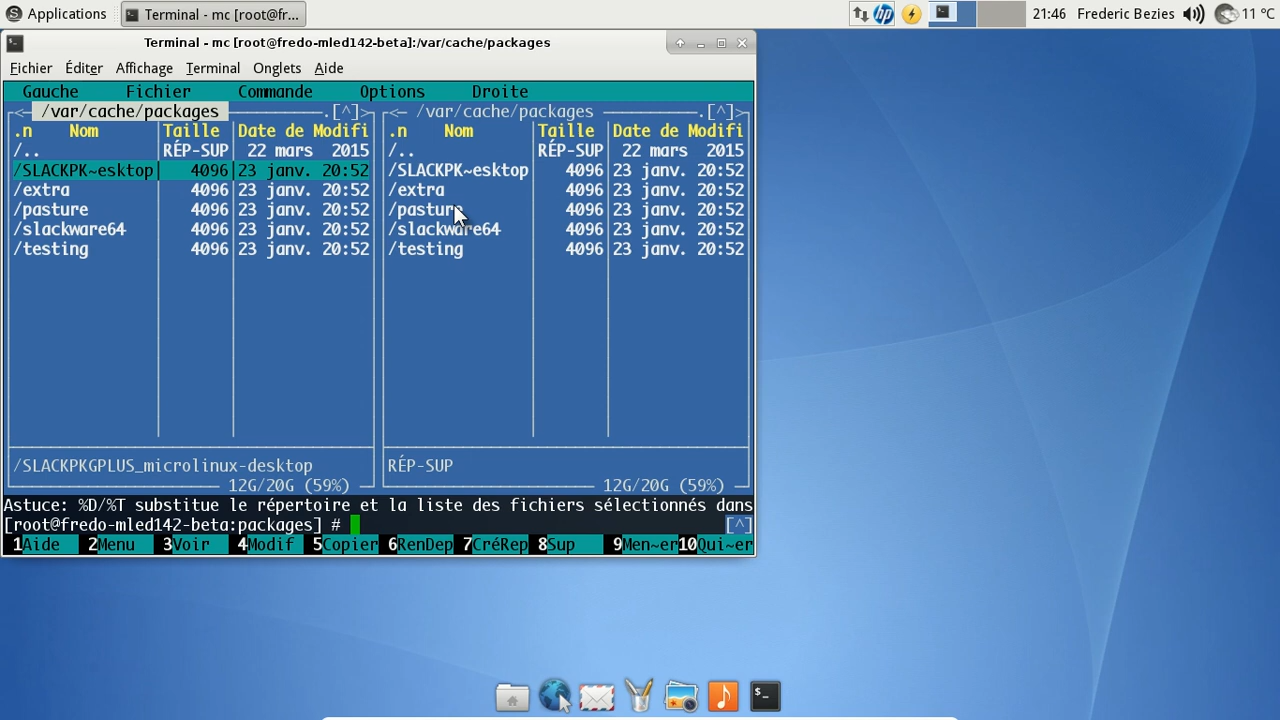 Applications
Terminal - mc [root@fr...
21:46
Frederic Bezies
11 °C
Terminal - mc [root@fredo-mled142-beta]:/var/cache/packages
Fichier Éditer Affichage Terminal Onglets Aide
Gauche Fichier Commande Options Droite
<─ /var/cache/packages ─.[^]> <─ /var/cache/packages ─.[^]>
.n Nom Taille Date de Modifi .n Nom Taille Date de Modifi
/.. RÉP-SUP 22 mars 2015 /.. RÉP-SUP 22 mars 2015
/SLACKPK~esktop 4096 23 janv. 20:52 /SLACKPK~esktop 4096 23 janv. 20:52
/extra 4096 23 janv. 20:52 /extra 4096 23 janv. 20:52
/pasture 4096 23 janv. 20:52 /pasture 4096 23 janv. 20:52
/slackware64 4096 23 janv. 20:52 /slackware64 4096 23 janv. 20:52
/testing 4096 23 janv. 20:52 /testing 4096 23 janv. 20:52
/SLACKPKGPLUS_microlinux-desktop RÉP-SUP
12G/20G (59%) 12G/20G (59%)
Astuce: %D/%T substitue le répertoire et la liste des fichiers sélectionnés dans
[root@fredo-mled142-beta:packages] # [^]
1Aide 2Menu 3Voir 4Modif 5Copier 6RenDep 7CréRep 8Sup 9Men~er 10Qui~er